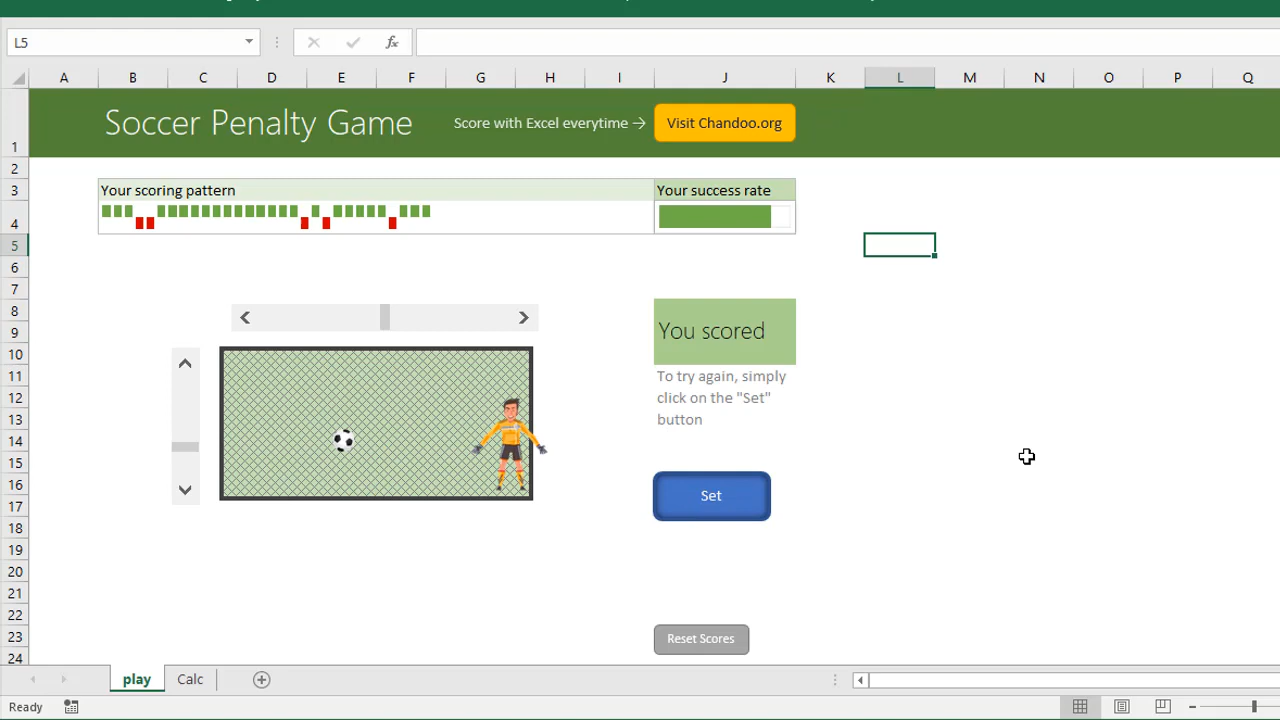 L5
fx
A B C D E F G H I J K L M N O P Q
1 Soccer Penalty Game Score with Excel everytime → Visit Chandoo.org
2
3 Your scoring pattern Your success rate
4
5
6
7
8
9 You scored
10
11 To try again, simply
12 click on the "Set"
13 button
14
15
16 Set
17
18
19
20
21
22
23 Reset Scores
24
play Calc
Ready